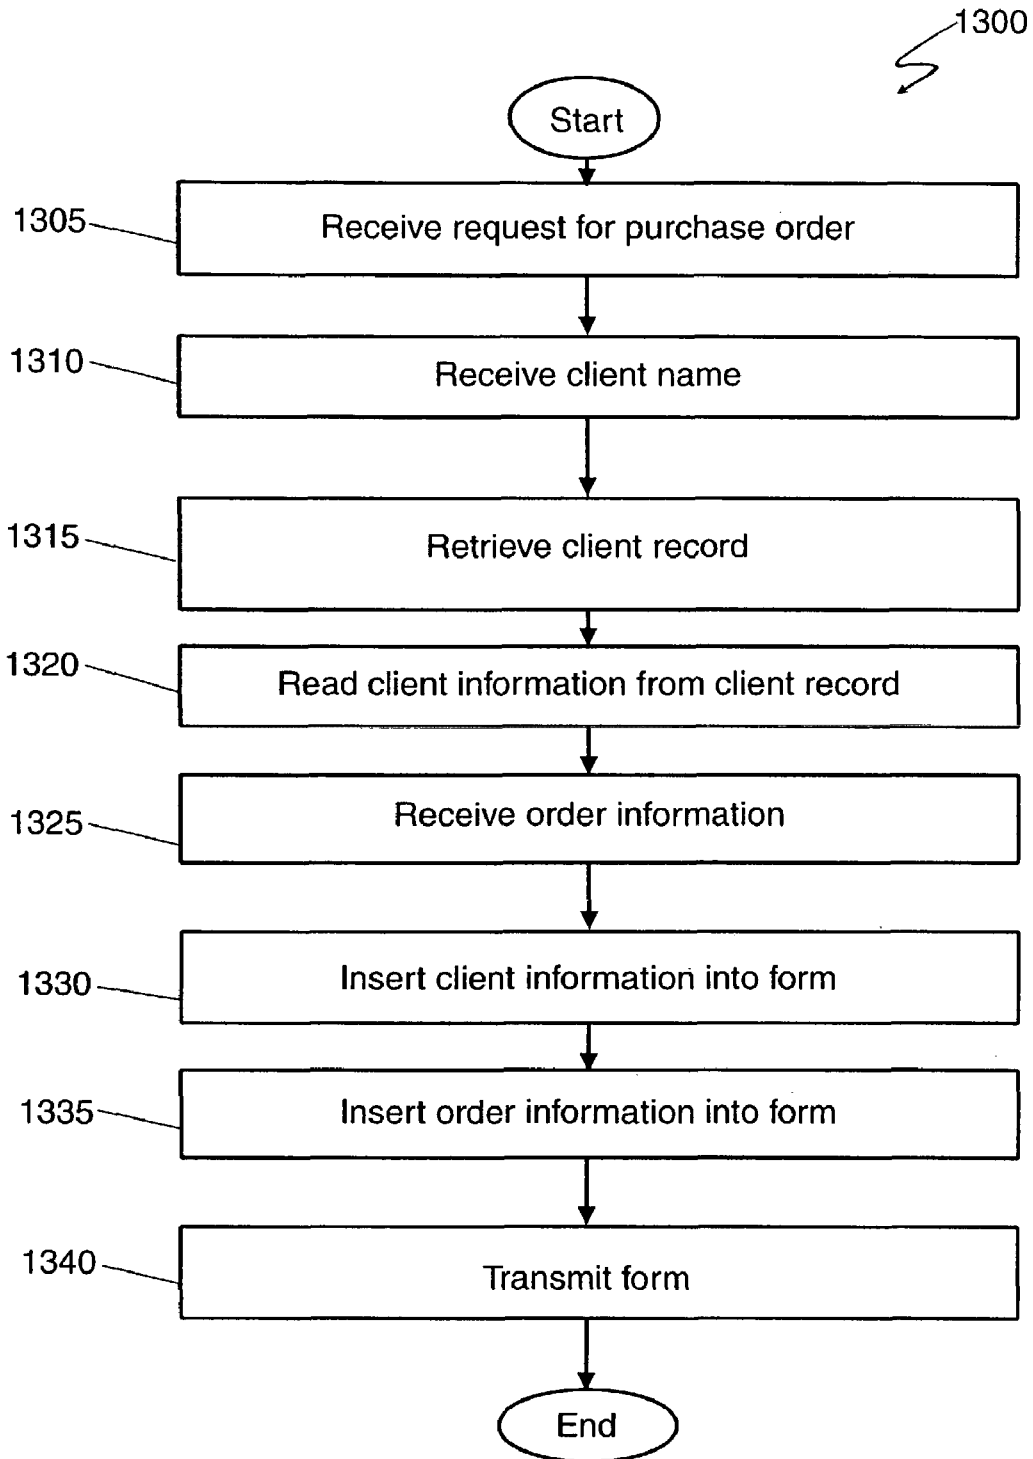 1300
Start
1305
Receive request for purchase order
1310
Receive client name
1315
Retrieve client record
1320
Read client information from client record
1325
Receive order information
1330
Insert client information into form
1335
Insert order information into form
1340
Transmit form
End